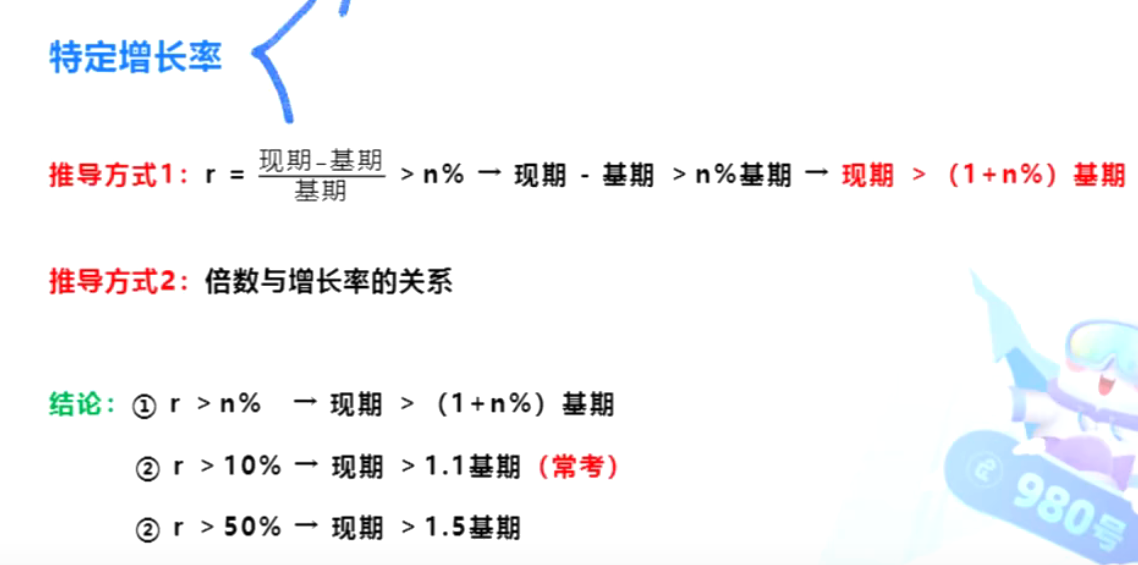 特定增长率
推导方式1：r = 现期-基期/基期 > n% → 现期 - 基期 > n%基期 → 现期 > （1+n%）基期
推导方式2：倍数与增长率的关系
结论：① r > n% → 现期 > （1+n%）基期
② r > 10% → 现期 > 1.1基期（常考）
② r > 50% → 现期 > 1.5基期
980号